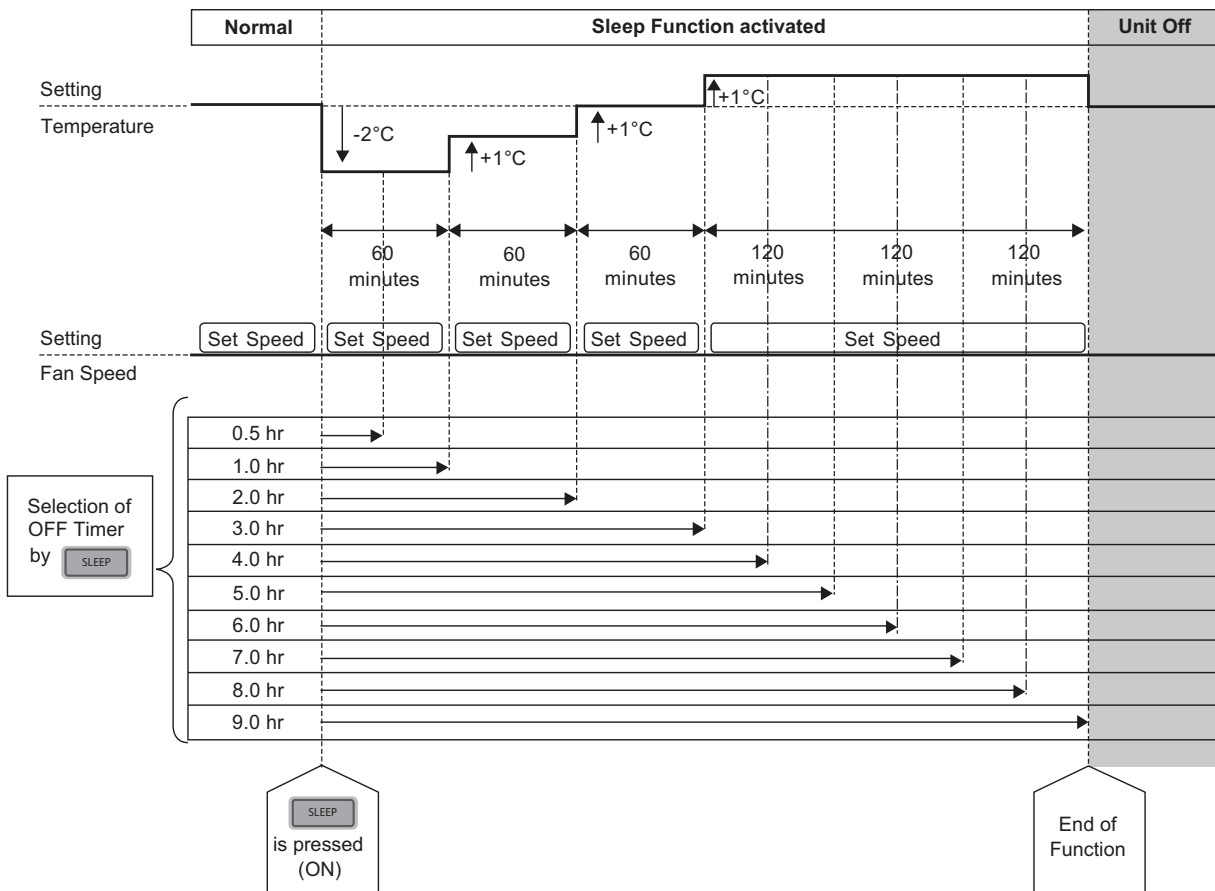 Normal
Sleep Function activated
Unit Off
Setting
Temperature
-2°C
+1°C
+1°C
+1°C
60
minutes
60
minutes
60
minutes
120
minutes
120
minutes
120
minutes
Setting
Fan Speed
Set Speed
Set Speed
Set Speed
Set Speed
Set Speed
Selection of
OFF Timer
by SLEEP
0.5 hr
1.0 hr
2.0 hr
3.0 hr
4.0 hr
5.0 hr
6.0 hr
7.0 hr
8.0 hr
9.0 hr
SLEEP
is pressed
(ON)
End of
Function